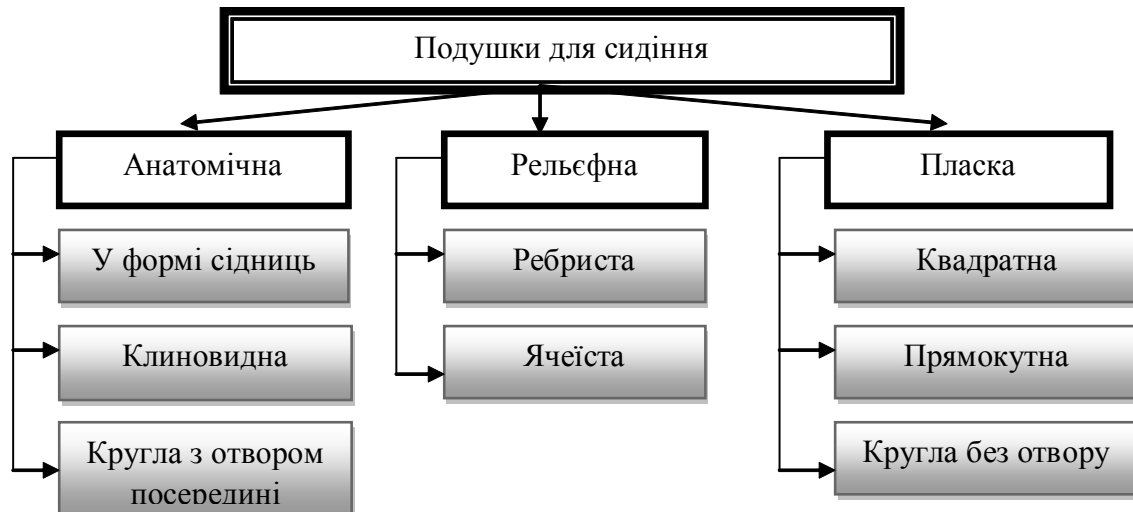 Подушки для сидіння
Анатомічна
Рельєфна
Пласка
У формі сідниць
Ребриста
Квадратна
Клиновидна
Ячеїста
Прямокутна
Кругла з отвором
посередині
Кругла без отвору